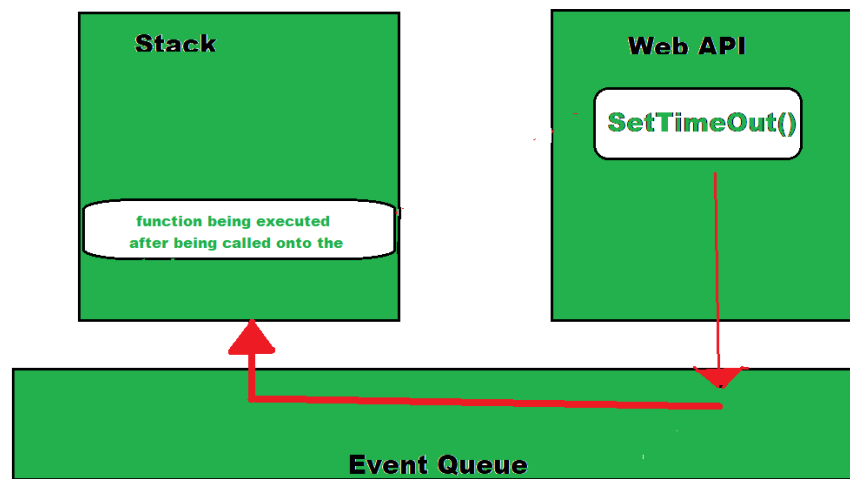 Stack
Web API
SetTimeOut()
function being executed
after being called onto the
Event Queue